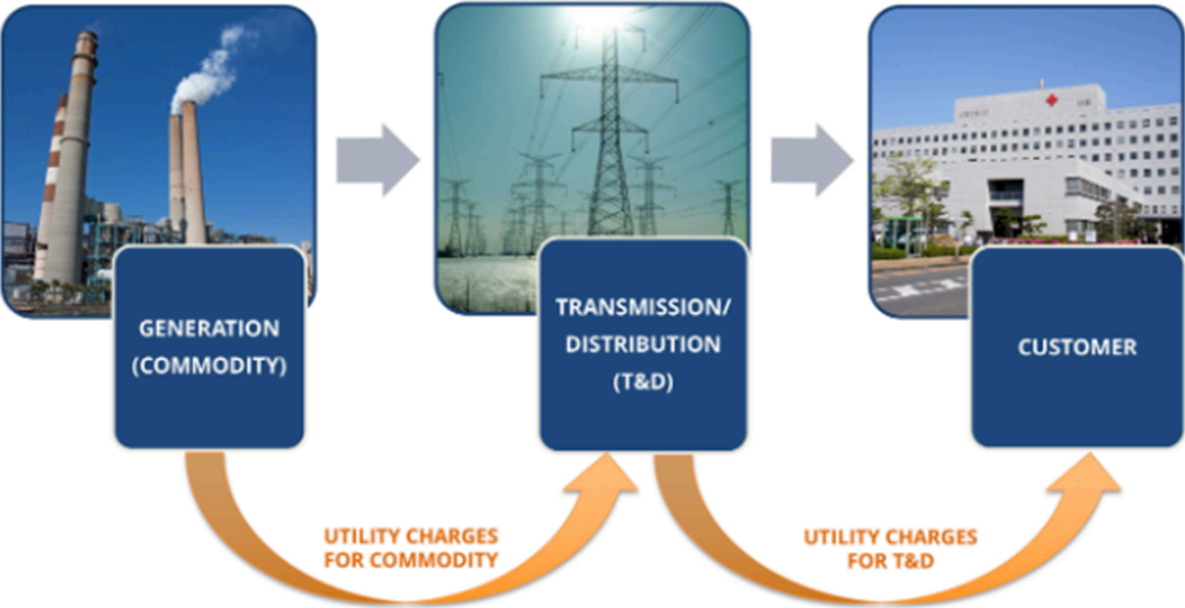 GENERATION
(COMMODITY)
TRANSMISSION/
DISTRIBUTION
(T&D)
CUSTOMER
UTILITY CHARGES
FOR COMMODITY
UTILITY CHARGES
FOR T&D